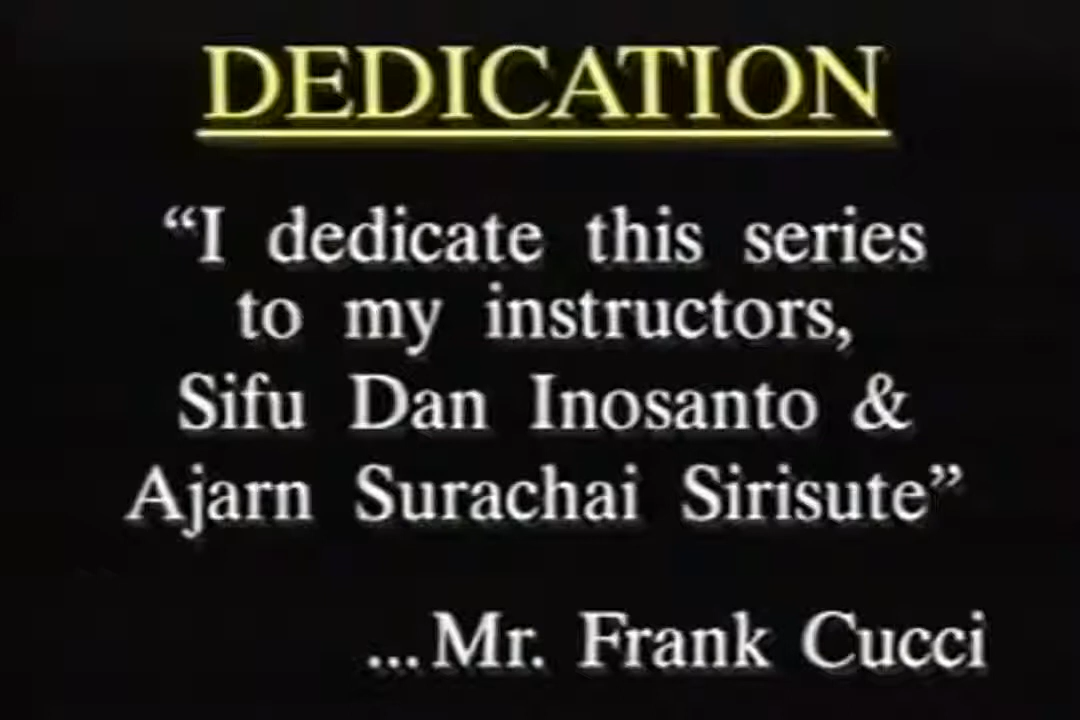 DEDICATION
“I dedicate this series
to my instructors,
Sifu Dan Inosanto &
Ajarn Surachai Sirisute”
...Mr. Frank Cucci